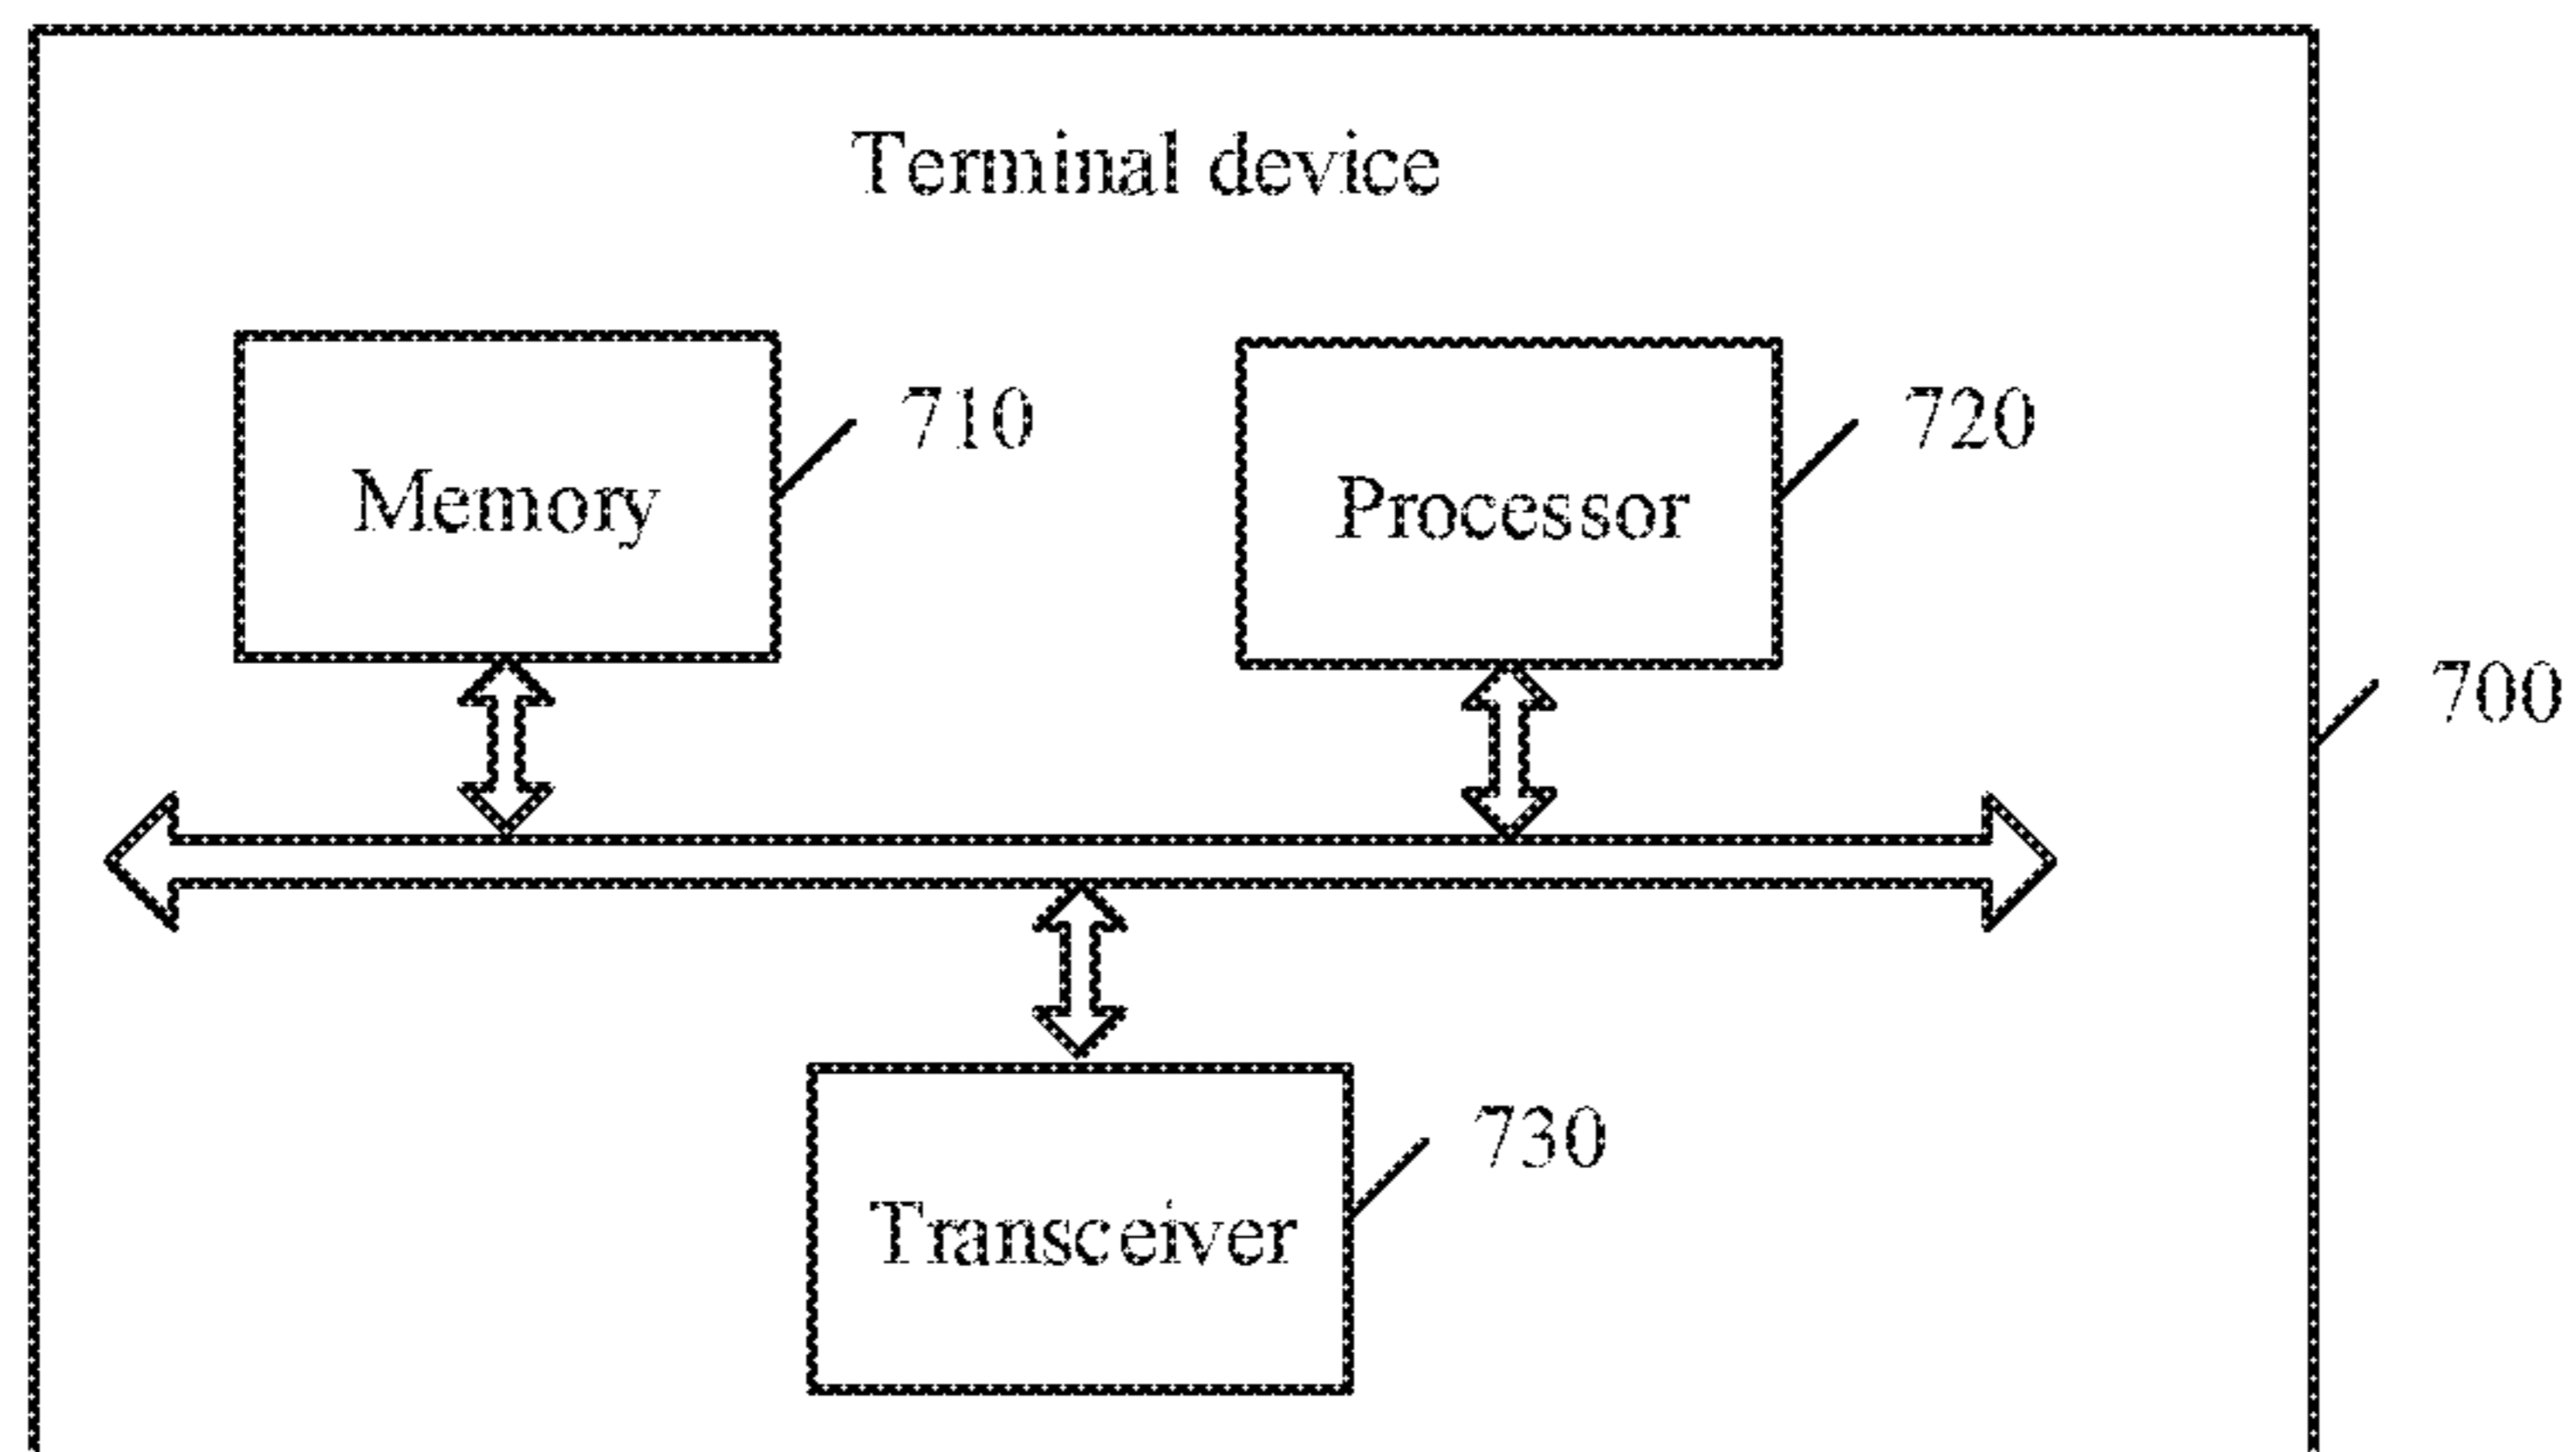 Terminal device
710
720
Memory
Processor
700
730
Transceiver